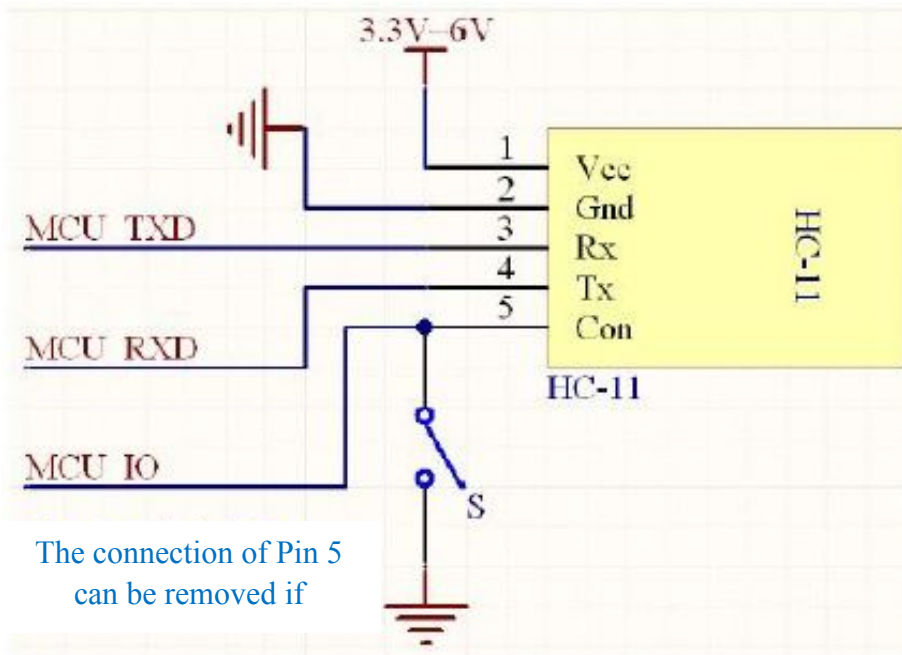 3.3V-6V
1
Vcc
2
Gnd
MCU TXD
3
Rx
4
Tx
5
Con
MCU RXD
HC-11
HC-11
MCU IO
S
The connection of Pin 5
can be removed if